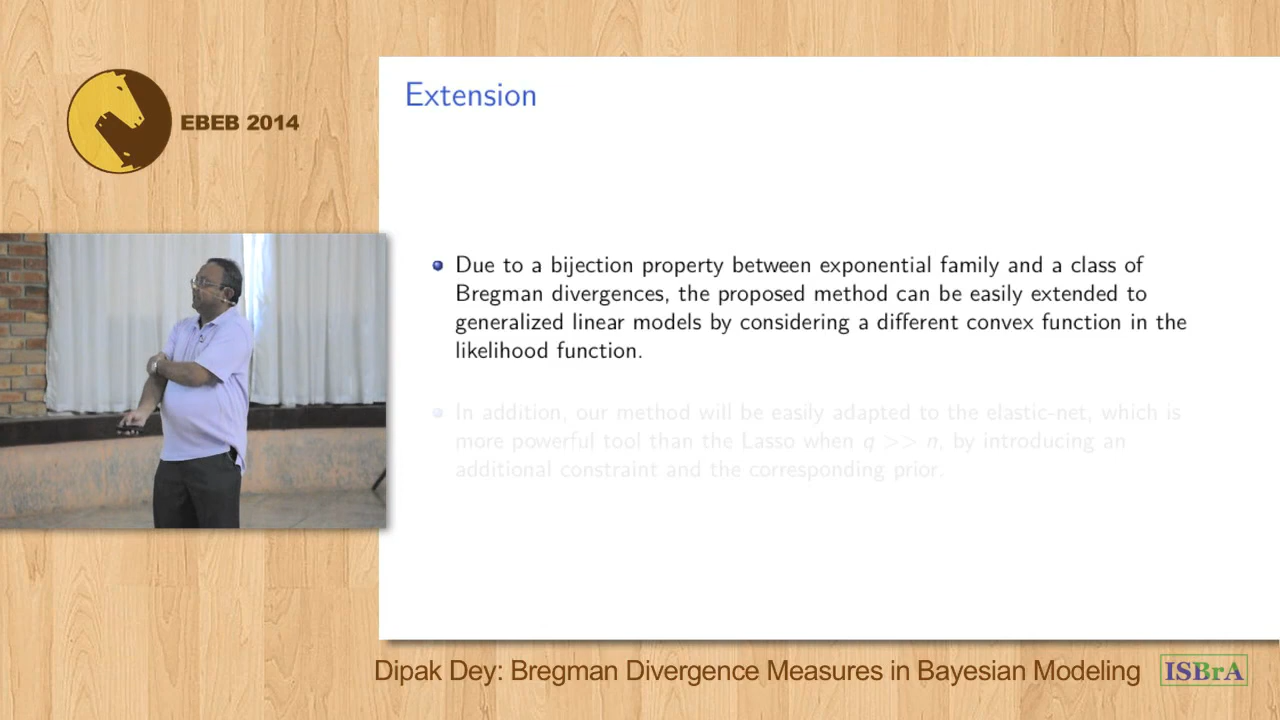 EBEB 2014
Extension
Due to a bijection property between exponential family and a class of
Bregman divergences, the proposed method can be easily extended to
generalized linear models by considering a different convex function in the
likelihood function.
In addition, our method will be easily adapted to the elastic-net, which is
more powerful tool than the Lasso when q >> n, by introducing an
additional constraint and the corresponding prior.
Dipak Dey: Bregman Divergence Measures in Bayesian Modeling
ISBrA